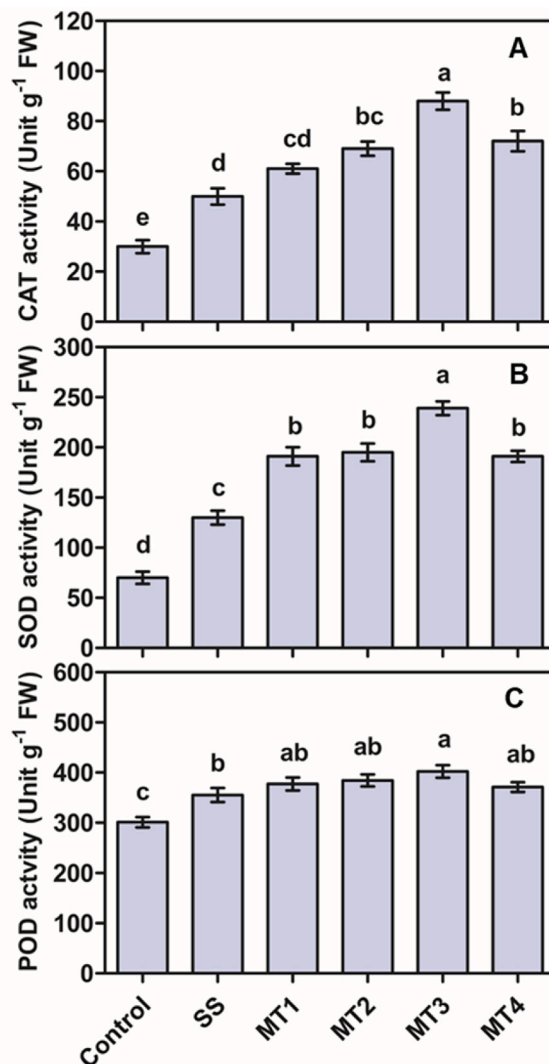 CAT activity (Unit g-1 FW)
120
100
80
60
40
20
0
A
e
d
cd
bc
a
b
SOD activity (Unit g-1 FW)
300
250
200
150
100
50
0
B
d
c
b
b
a
b
POD actvity (Unit g-1 FW)
600
500
400
300
200
100
0
C
c
b
ab
ab
a
ab
Control
SS
MT1
MT2
MT3
MT4